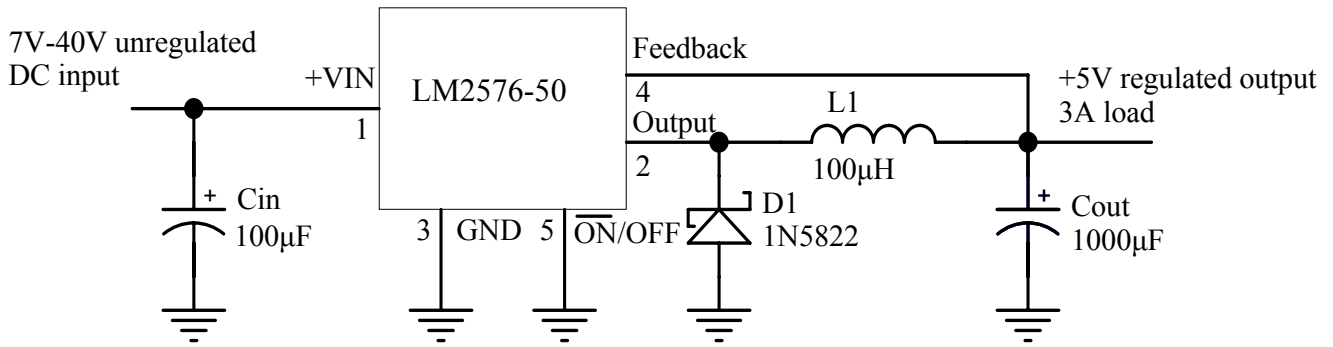 7V-40V unregulated
DC input
+VIN
1
LM2576-50
Feedback
4
Output
2
L1
100µH
+5V regulated output
3A load
+
Cin
100µF
3
GND
5
ON/OFF
D1
1N5822
+
Cout
1000µF